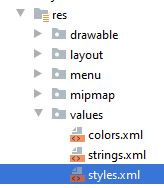 res
drawable
layout
menu
mipmap
values
colors.xml
strings.xml
styles.xml